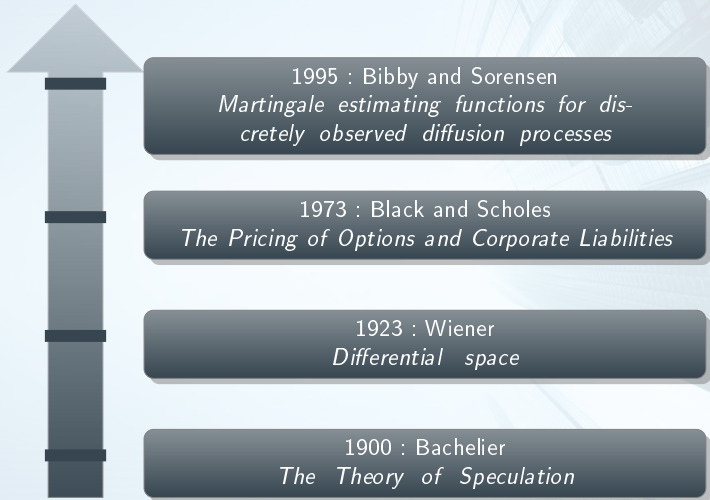 1995 : Bibby and Sorensen
Martingale estimating functions for dis-
cretely observed diffusion processes
1973 : Black and Scholes
The Pricing of Options and Corporate Liabilities
1923 : Wiener
Differential space
1900 : Bachelier
The Theory of Speculation